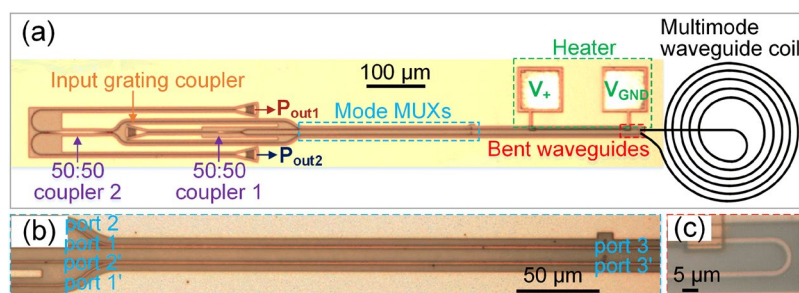 (a)
Multimode
waveguide coil
Heater
Input grating coupler
100 μm
V+
VGND
Pout1
Mode MUXs
Pout2
Bent waveguides
50:50
coupler 2
50:50
coupler 1
(b)
port 2
port 1
port 2'
port 1'
port 3
port 3'
50 μm
(c)
5 μm